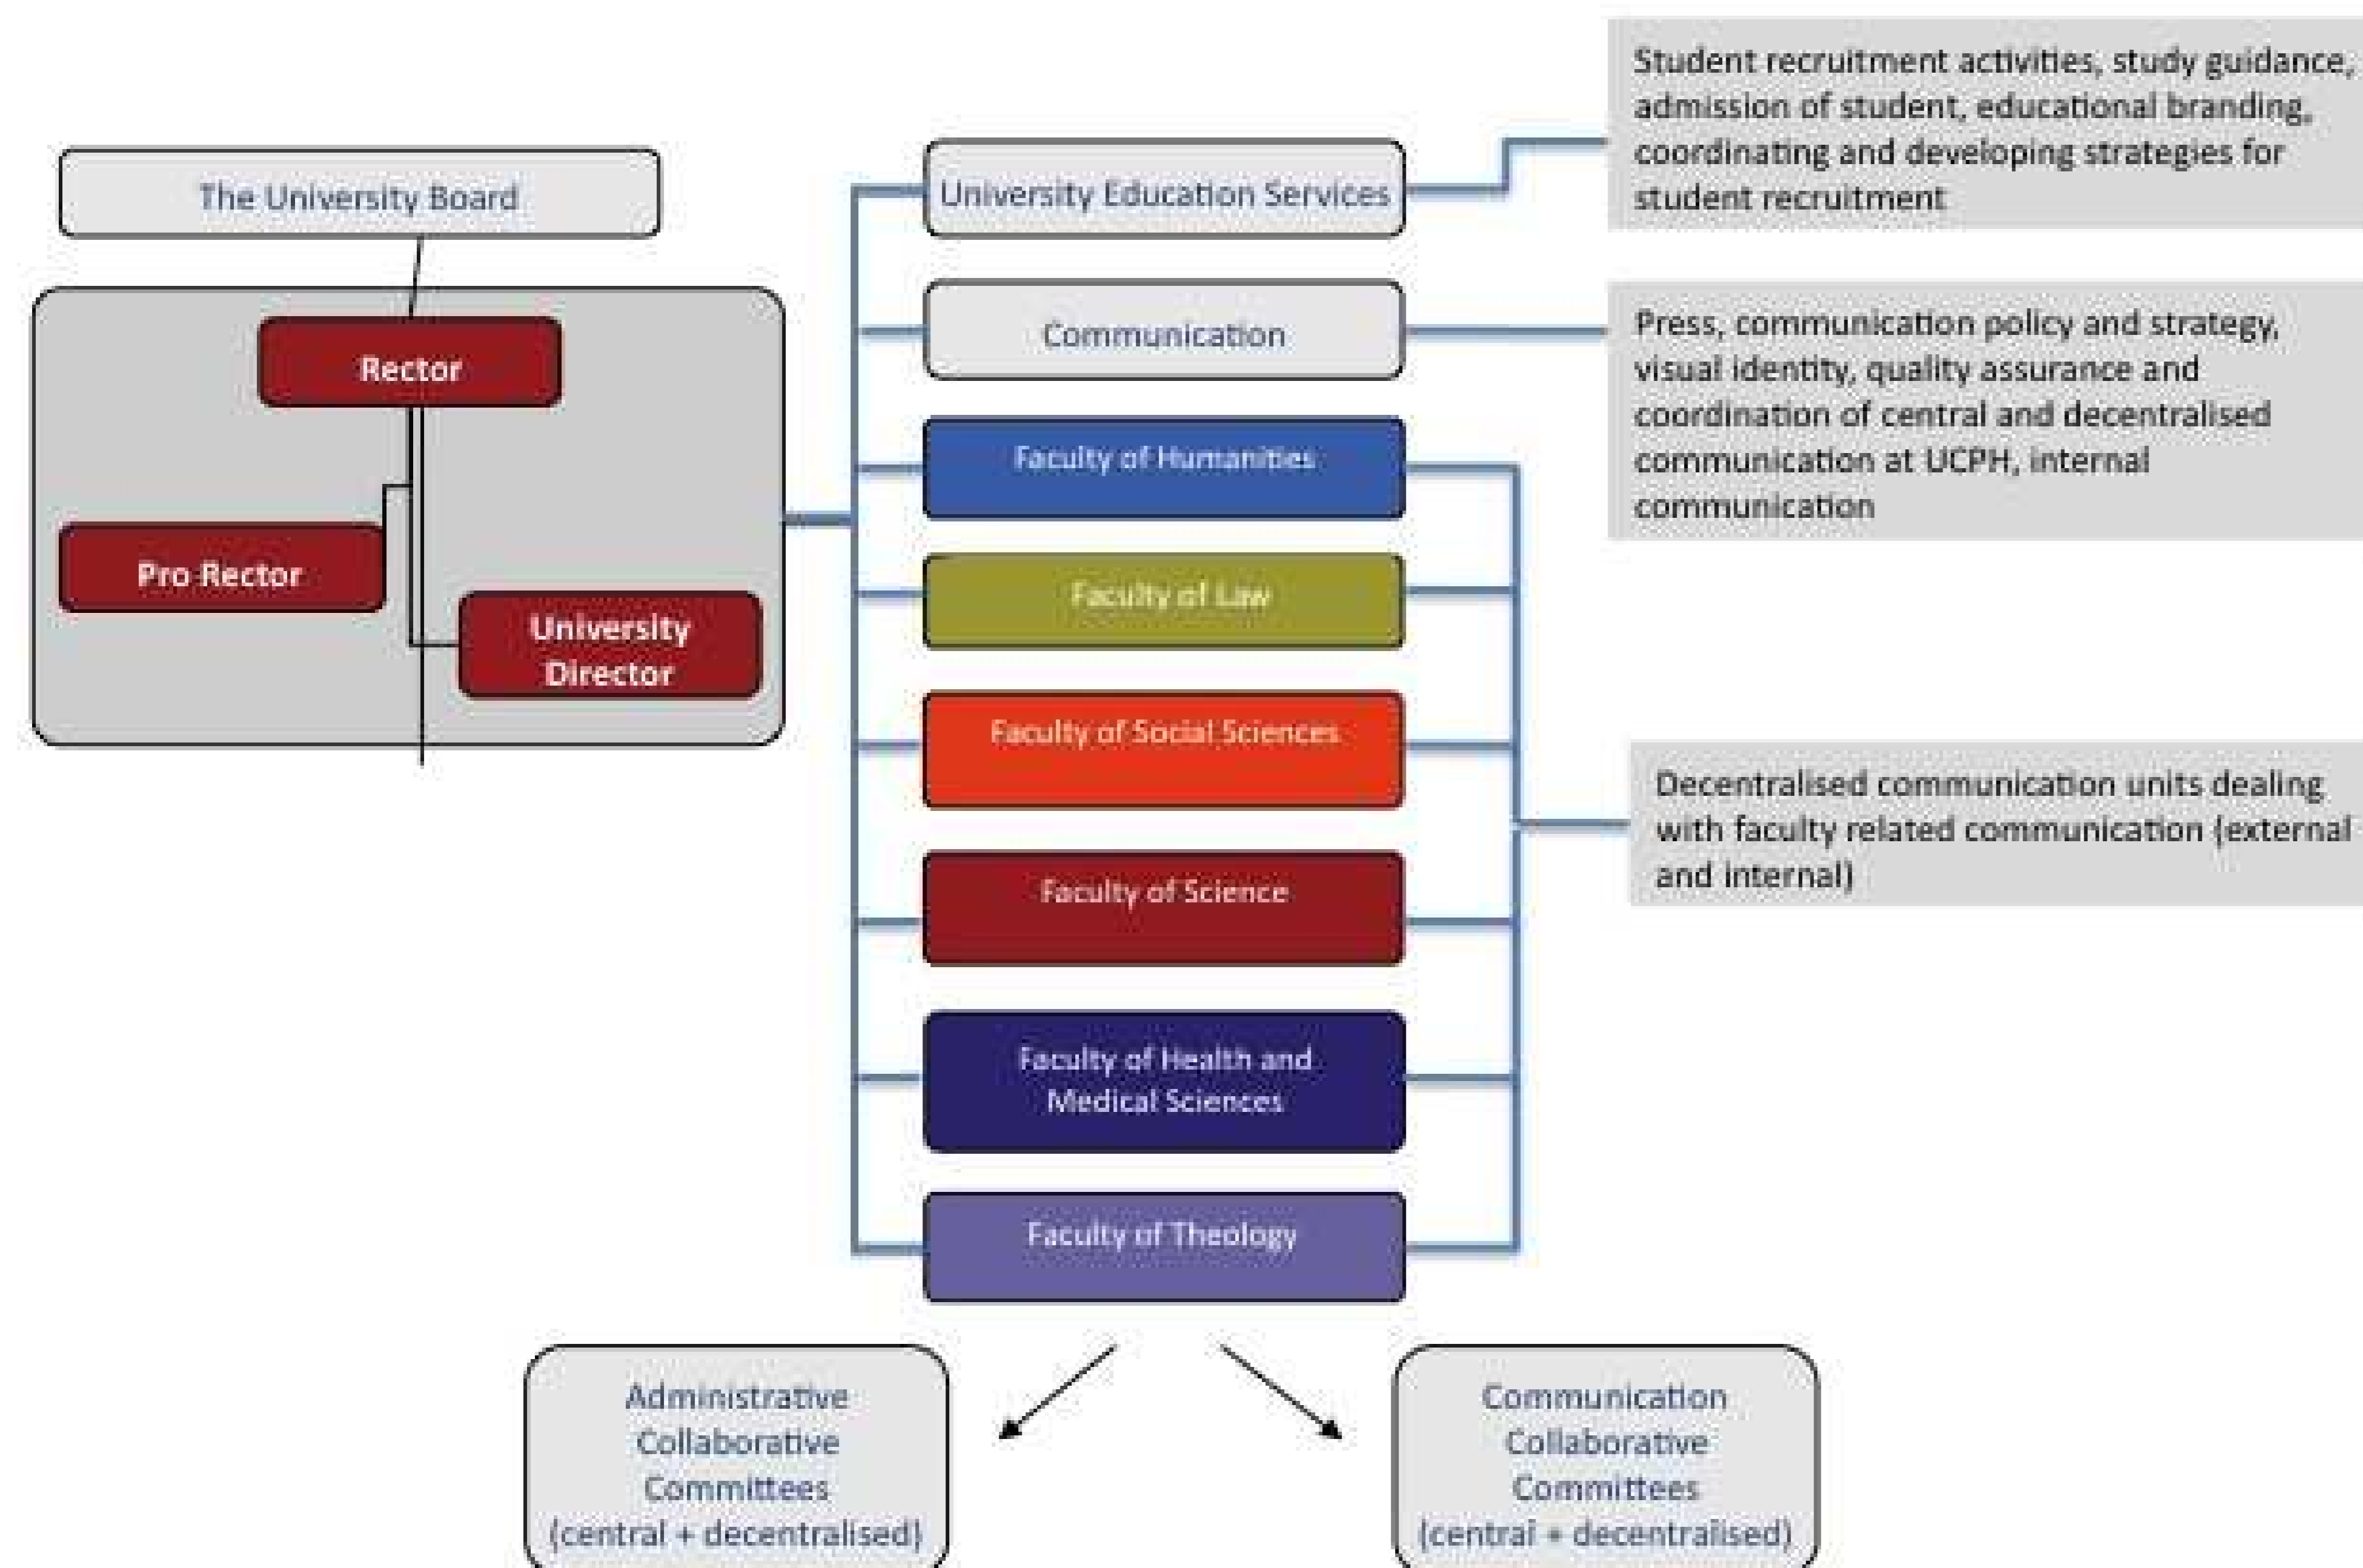 The University Board
Rector
Pro Rector
University
Director
University Education Services
Communication
Faculty of Humanities
Faculty of Law
Faculty of Social Sciences
Faculty of Science
Faculty of Health and
Medical Sciences
Faculty of Theology
Student recruitment activities, study guidance,
admission of student, educational branding,
coordinating and developing strategies for
student recruitment
Press, communication policy and strategy,
visual identity, quality assurance and
coordination of central and decentralised
communication at UCPH, internal
communication
Decentralised communication units dealing
with faculty related communication (external
and internal)
Administrative
Collaborative
Committees
(central + decentralised)
Communication
Collaborative
Committees
(central + decentralised)